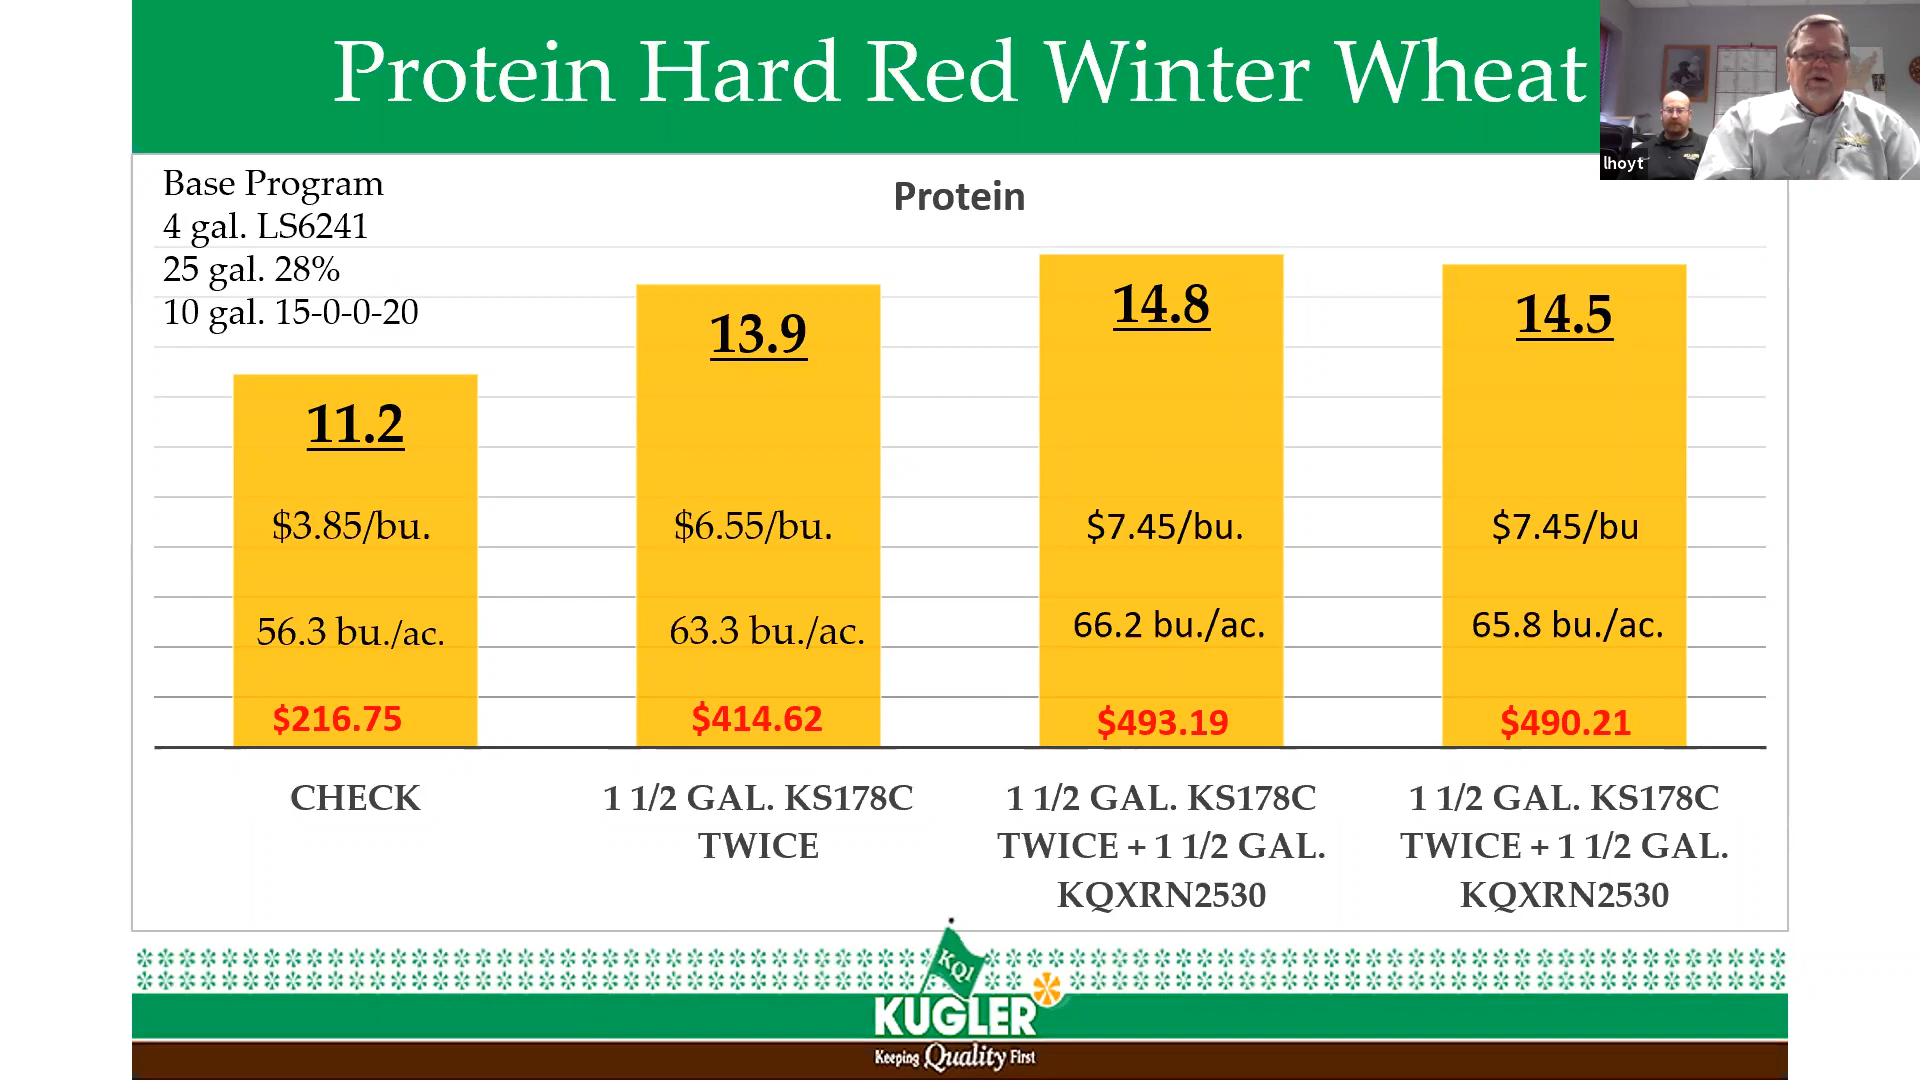 Protein Hard Red Winter Wheat
lhoyt
Base Program
4 gal. LS6241
25 gal. 28%
10 gal. 15-0-0-20
Protein
11.2
$3.85/bu.
56.3 bu./ac.
$216.75
13.9
$6.55/bu.
63.3 bu./ac.
$414.62
14.8
$7.45/bu.
66.2 bu./ac.
$493.19
14.5
$7.45/bu
65.8 bu./ac.
$490.21
CHECK
1 1/2 GAL. KS178C
TWICE
1 1/2 GAL. KS178C
TWICE + 1 1/2 GAL.
KQXRN2530
1 1/2 GAL. KS178C
TWICE + 1 1/2 GAL.
KQXRN2530
KQI
KUGLER
Keeping Quality First